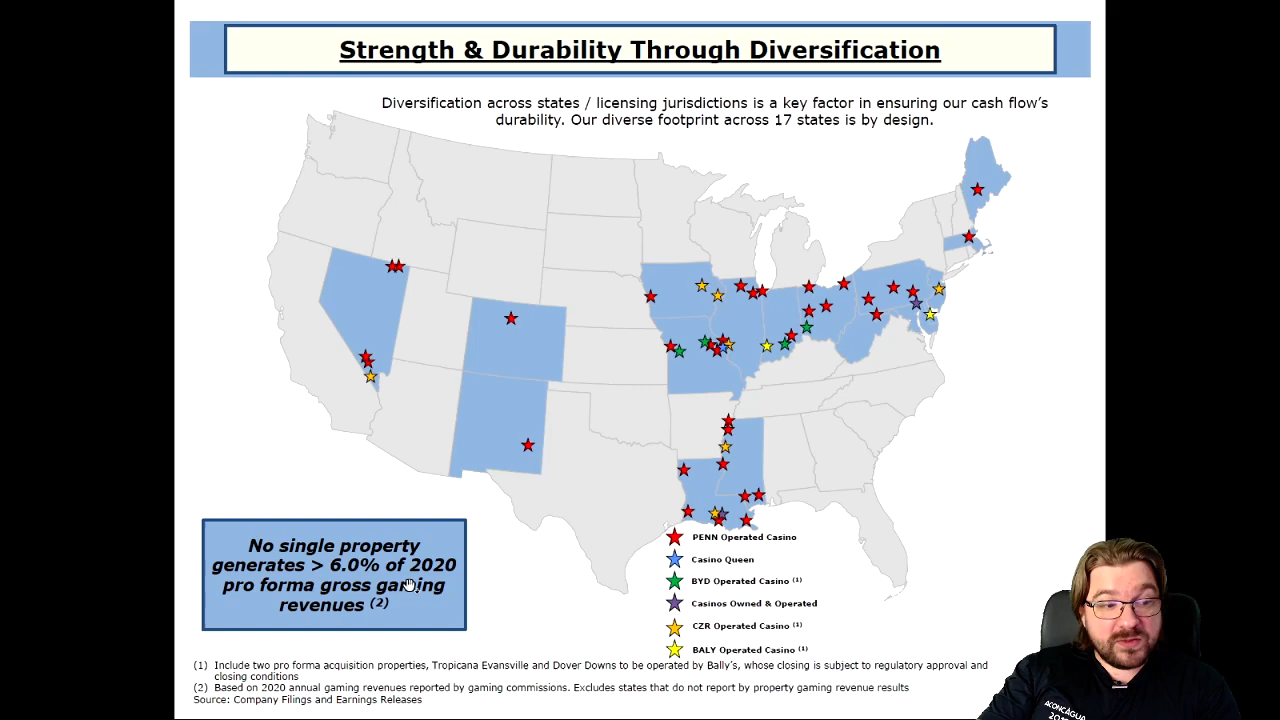 Strength & Durability Through Diversification
Diversification across states / licensing jurisdictions is a key factor in ensuring our cash flow's
durability. Our diverse footprint across 17 states is by design.
No single property
generates > 6.0% of 2020
pro forma gross gaming
revenues (2)
PENN Operated Casino
Casino Queen
BYD Operated Casino (1)
Casinos Owned & Operated
CZR Operated Casino (1)
BALY Operated Casino (1)
(1) Include two pro forma acquisition properties, Tropicana Evansville and Dover Downs to be operated by Bally's, whose closing is subject to regulatory approval and
closing conditions
(2) Based on 2020 annual gaming revenues reported by gaming commissions. Excludes states that do not report by property gaming revenue results
Source: Company Filings and Earnings Releases
ACONCAGUA